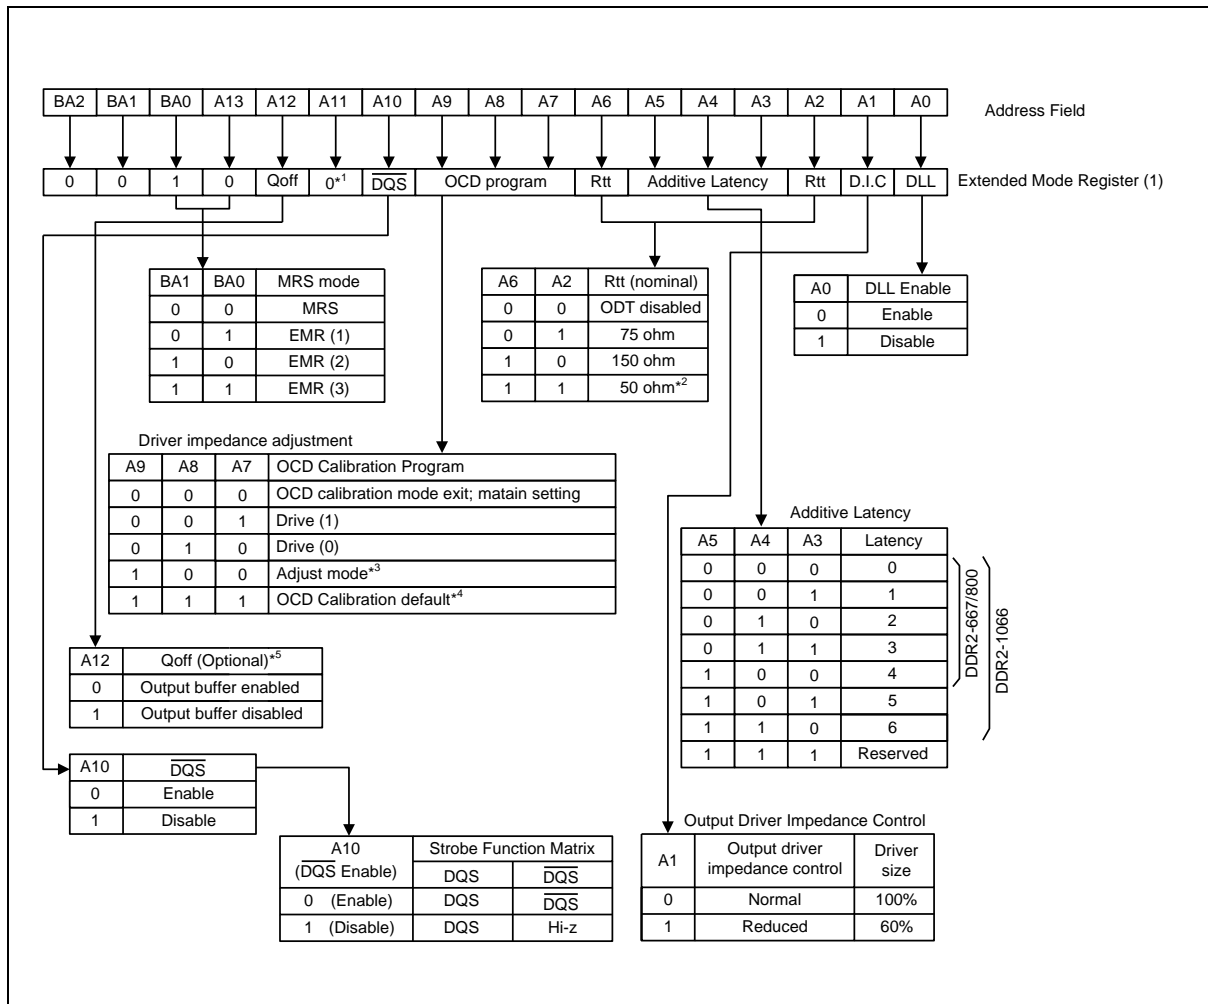 BA2 BA1 BA0 A13 A12 A11 A10 A9 A8 A7 A6 A5 A4 A3 A2 A1 A0
Address Field
0 0 1 0 Qoff 0*1 DQS OCD program Rtt Additive Latency Rtt D.I.C DLL
Extended Mode Register (1)
BA1 BA0 MRS mode
0 0 MRS
0 1 EMR (1)
1 0 EMR (2)
1 1 EMR (3)
A6 A2 Rtt (nominal)
0 0 ODT disabled
0 1 75 ohm
1 0 150 ohm
1 1 50 ohm*2
A0 DLL Enable
0 Enable
1 Disable
Driver impedance adjustment
A9 A8 A7 OCD Calibration Program
0 0 0 OCD calibration mode exit; matain setting
0 0 1 Drive (1)
0 1 0 Drive (0)
1 0 0 Adjust mode*3
1 1 1 OCD Calibration default*4
Additive Latency
A5 A4 A3 Latency
0 0 0 0
0 0 1 1
0 1 0 2
0 1 1 3
1 0 0 4
1 0 1 5
1 1 0 6
1 1 1 Reserved
DDR2-667/800
DDR2-1066
A12 Qoff (Optional)*5
0 Output buffer enabled
1 Output buffer disabled
A10 DQS
0 Enable
1 Disable
A10
(DQS Enable)
Strobe Function Matrix
DQS DQS
0 (Enable) DQS DQS
1 (Disable) DQS Hi-z
Output Driver Impedance Control
A1
Output driver
impedance control
Driver
size
0 Normal 100%
1 Reduced 60%